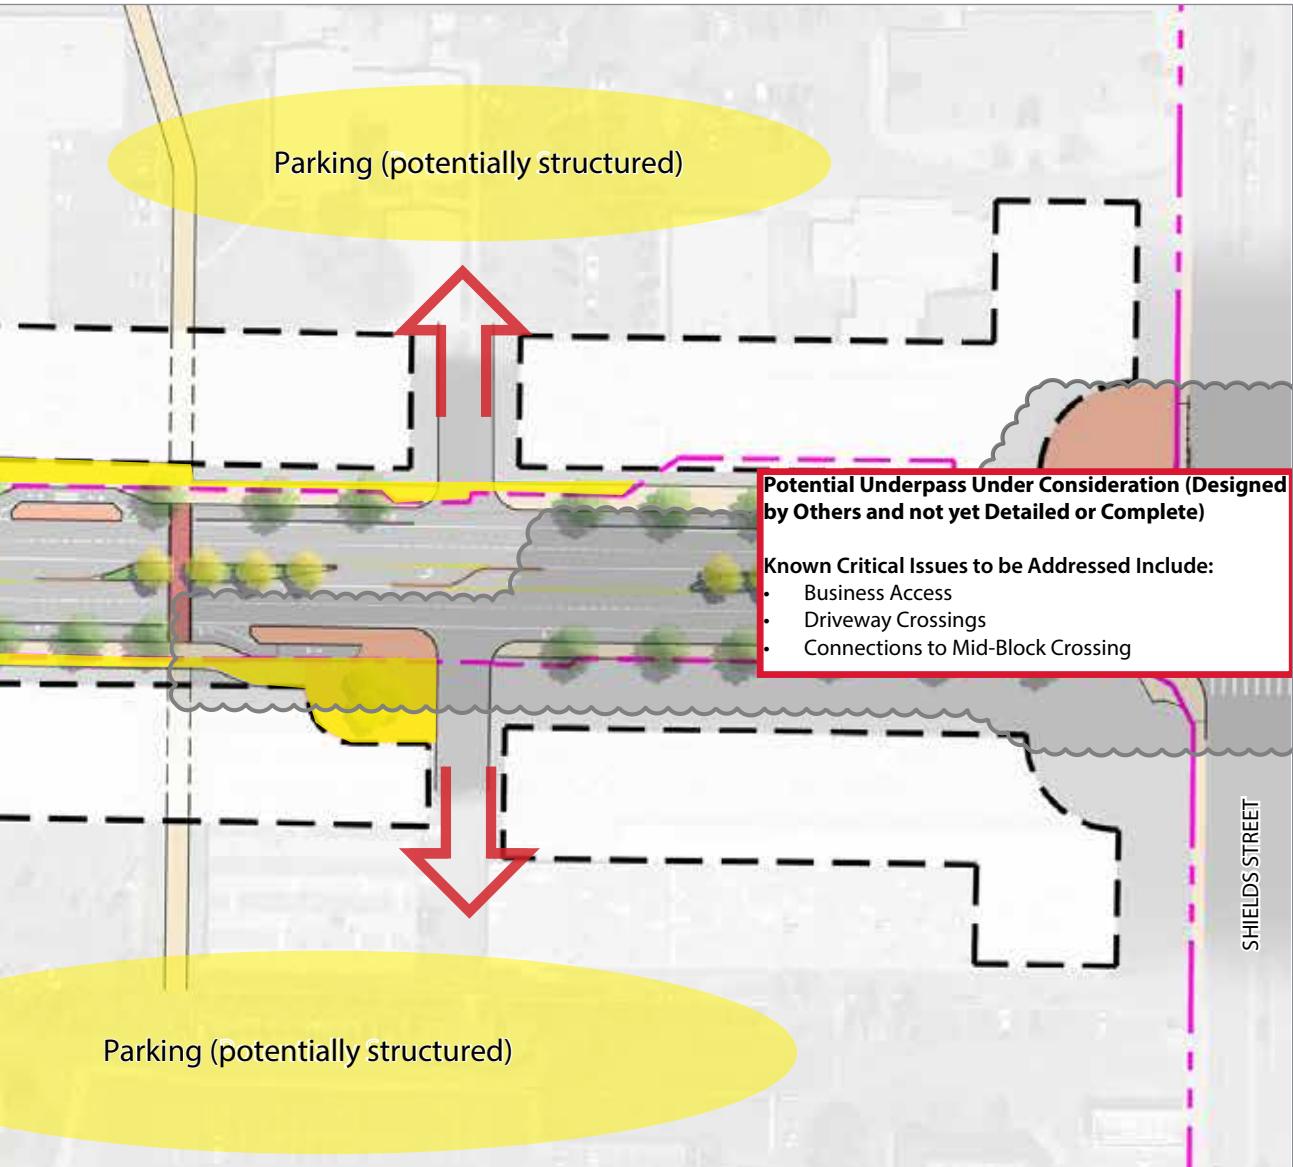 Parking (potentially structured)
Potential Underpass Under Consideration (Designed
by Others and not yet Detailed or Complete)
Known Critical Issues to be Addressed Include:
• Business Access
• Driveway Crossings
• Connections to Mid-Block Crossing
SHIELDS STREET
Parking (potentially structured)